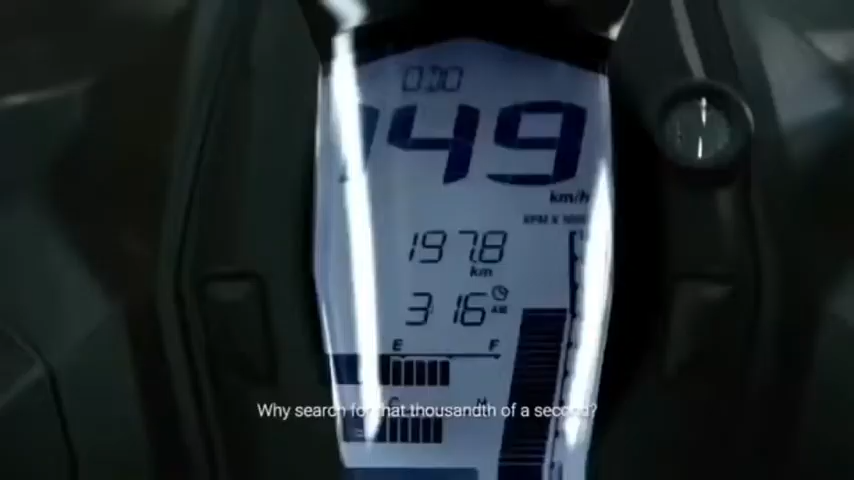 0:00
149
km/h
RPM X 1000
197.8
km
3:16
AM
E F
C H
Why search for that thousandth of a second?